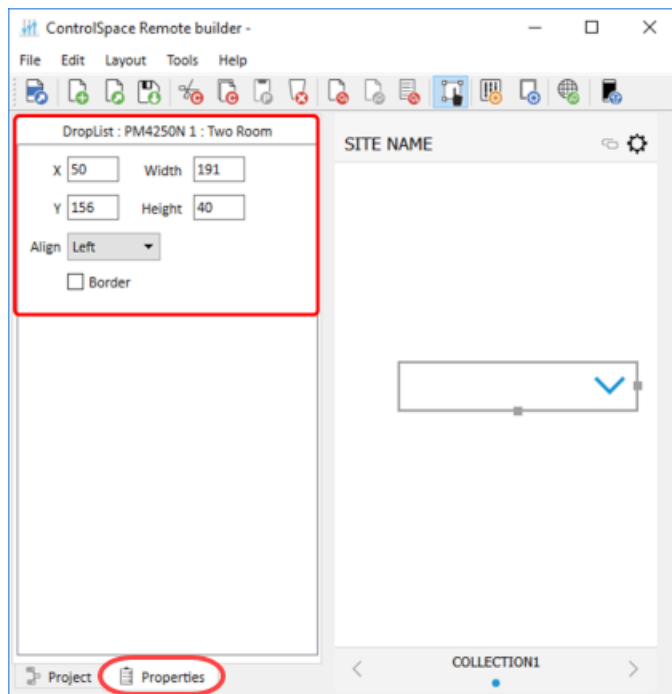 ControlSpace Remote builder -
File Edit Layout Tools Help
DropList : PM4250N 1 : Two Room
X 50 Width 191
Y 156 Height 40
Align Left
Border
Project Properties
SITE NAME
COLLECTION1